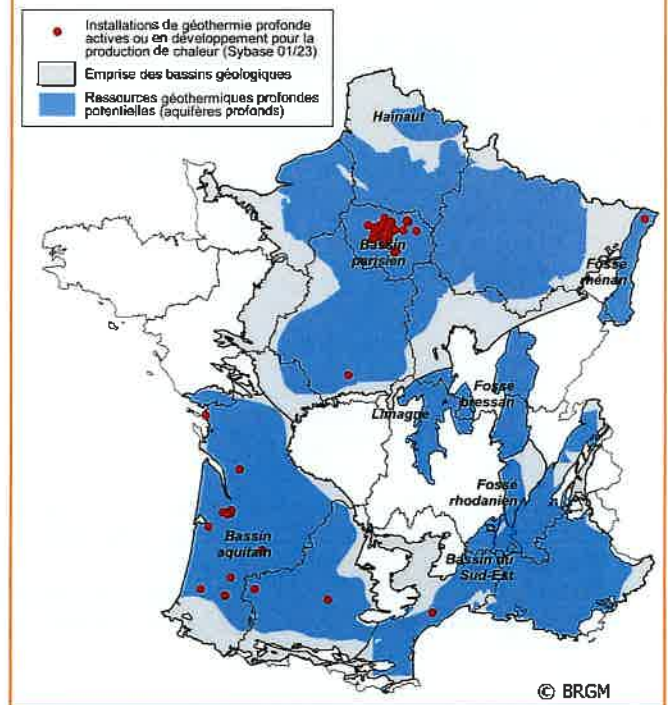 Installations de géothermie profonde
actives ou en développement pour la
production de chaleur (Sybase 01/23)
Emprise des bassins géologiques
Ressources géothermiques profondes
potentielles (aquifères profonds)
Hainaut
Bassin
parisien
Fossé
rhénan
Fosse
bressan
Limagne
Fossé
rhodanien
Bassin
aquitain
Bassin du
Sud-Est
© BRGM